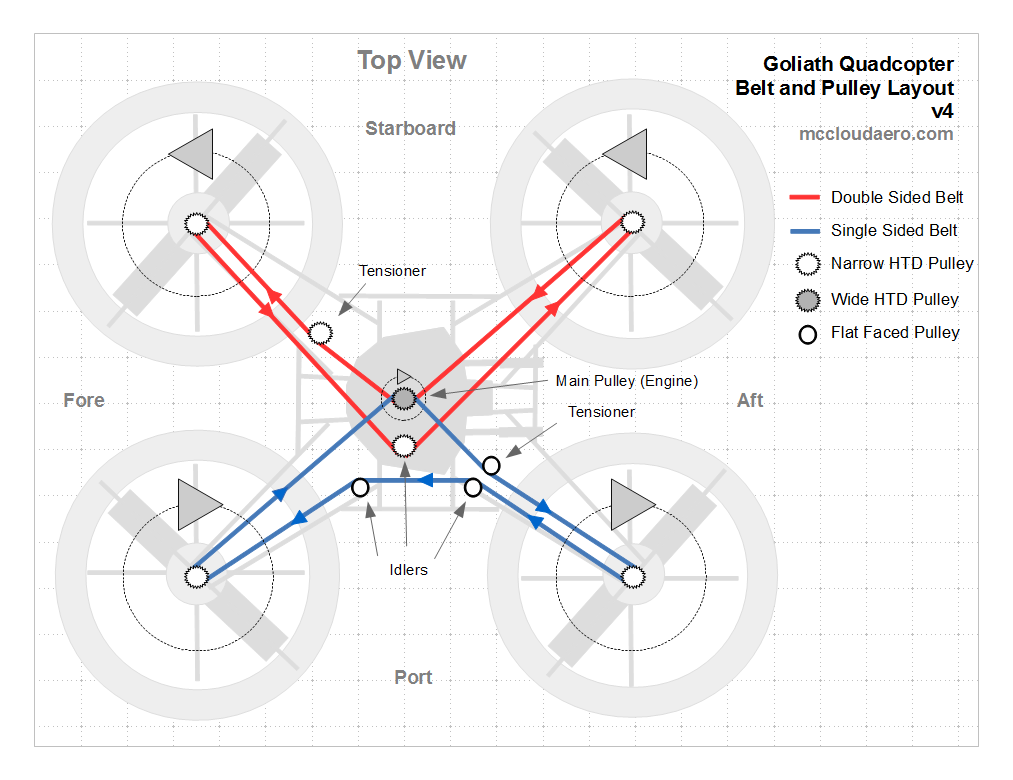 Top View
Goliath Quadcopter
Belt and Pulley Layout
v4
mccloudaero.com
Starboard
Double Sided Belt
Single Sided Belt
Narrow HTD Pulley
Wide HTD Pulley
Flat Faced Pulley
Tensioner
Main Pulley (Engine)
Fore
Aft
Tensioner
Idlers
Port